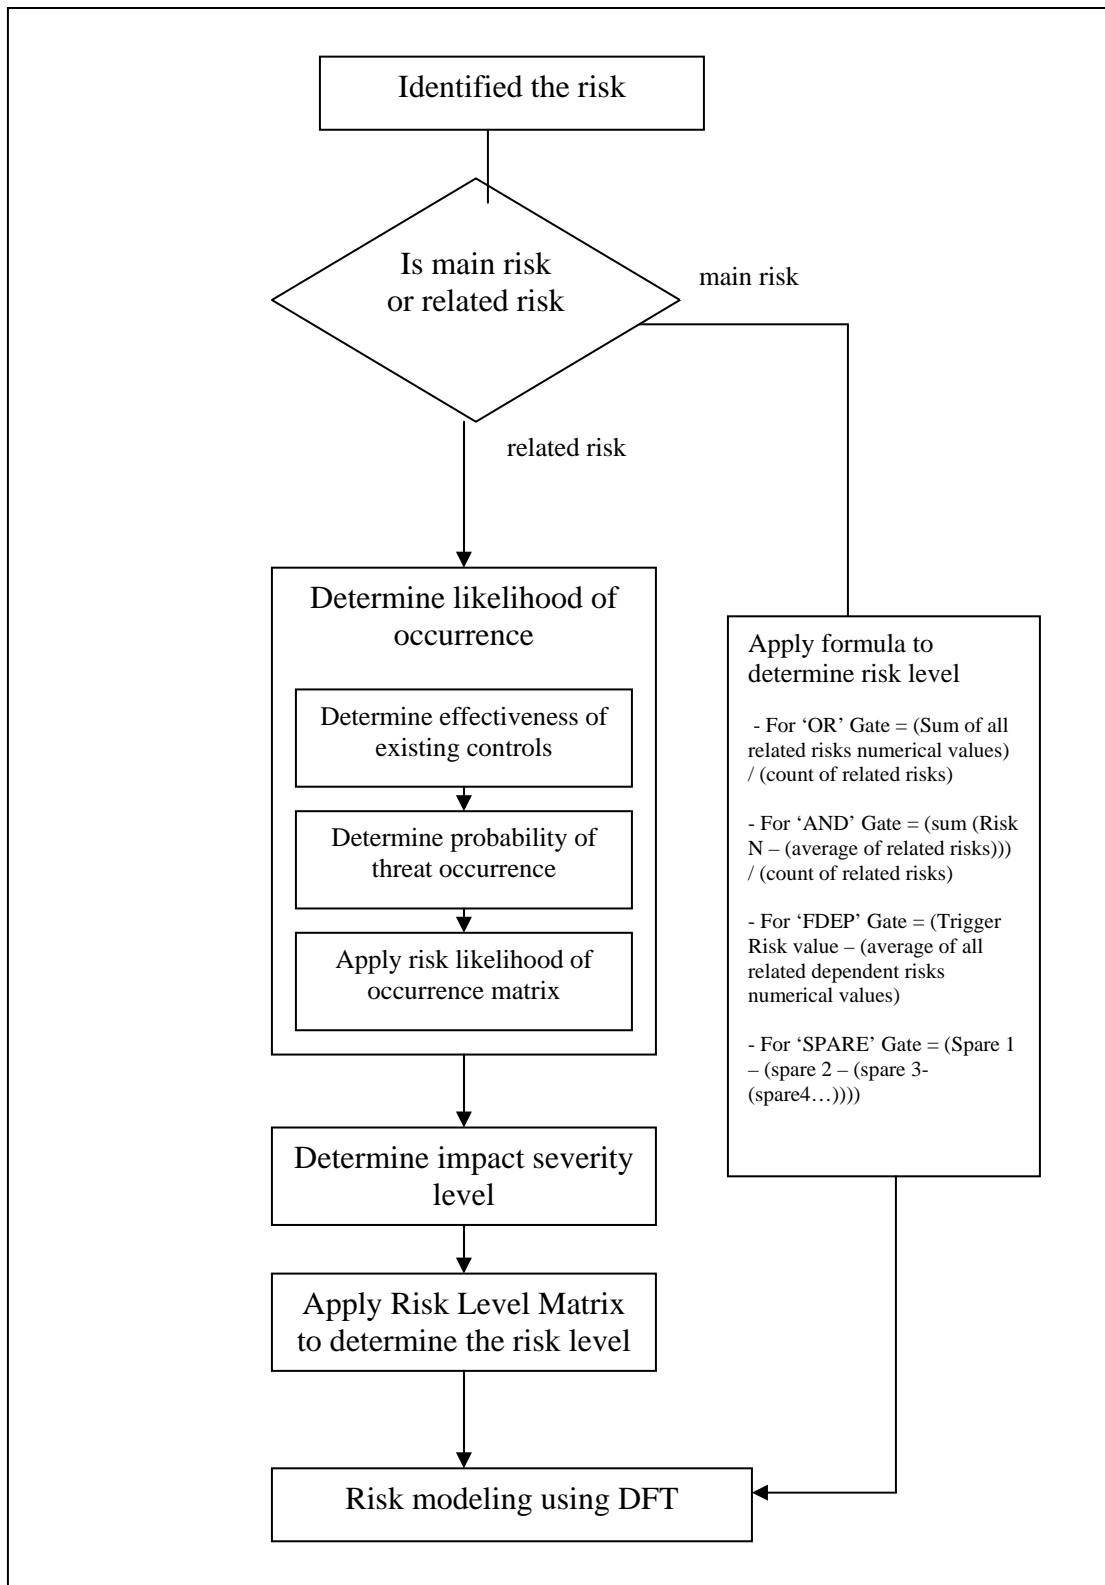 Identified the risk
Is main risk
or related risk
main risk
related risk
Determine likelihood of
occurrence
Determine effectiveness of
existing controls
Determine probability of
threat occurrence
Apply risk likelihood of
occurrence matrix
Determine impact severity
level
Apply Risk Level Matrix
to determine the risk level
Apply formula to
determine risk level
- For ‘OR’ Gate = (Sum of all
related risks numerical values)
/ (count of related risks)
- For ‘AND’ Gate = (sum (Risk
N – (average of related risks)))
/ (count of related risks)
- For ‘FDEP’ Gate = (Trigger
Risk value – (average of all
related dependent risks
numerical values)
- For ‘SPARE’ Gate = (Spare 1
– (spare 2 – (spare 3-
(spare4…))))
Risk modeling using DFT